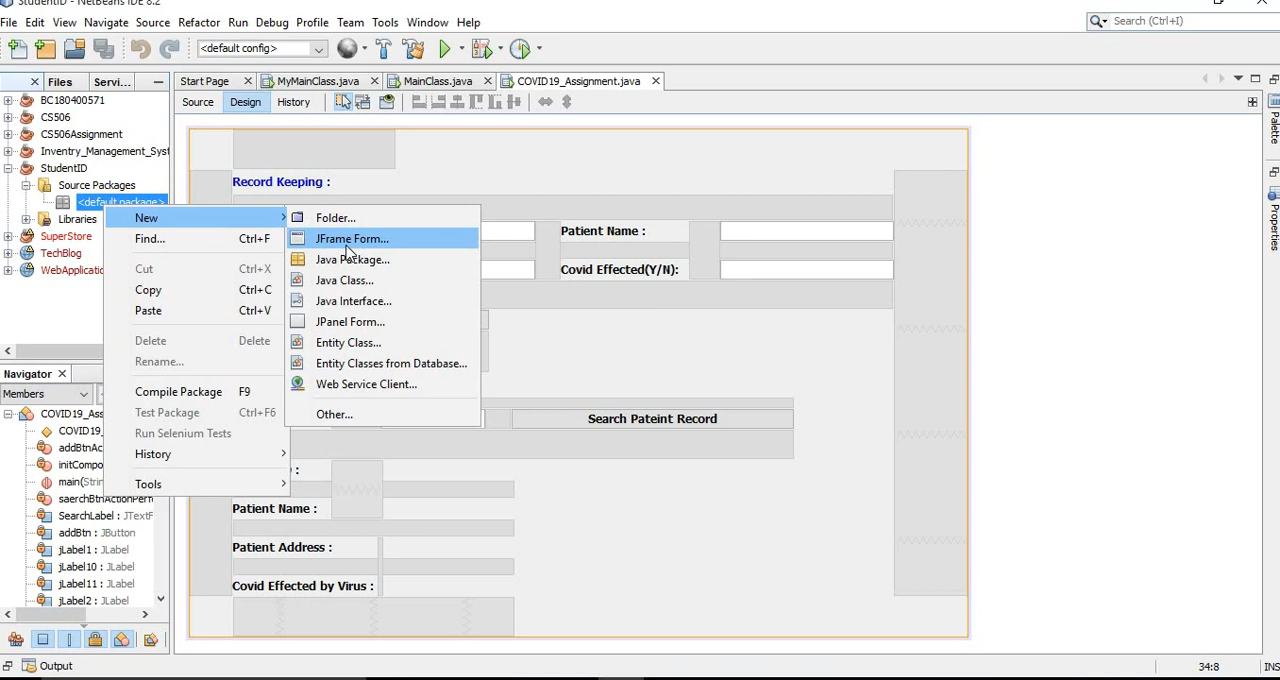 StudentID - NetBeans IDE 8.2
File Edit View Navigate Source Refactor Run Debug Profile Team Tools Window Help
Search (Ctrl+I)
<default config>
Files Servi...
Start Page MyMainClass.java MainClass.java COVID19_Assignment.java
Source Design History
BC180400571
CS506
CS506Assignment
Inventry_Management_Syst
StudentID
Source Packages
<default package>
Libraries
SuperStore
TechBlog
WebApplicatio
New
Find... Ctrl+F
Cut Ctrl+X
Copy Ctrl+C
Paste Ctrl+V
Delete Delete
Rename...
Compile Package F9
Test Package Ctrl+F6
Run Selenium Tests
History
Tools
Folder...
JFrame Form...
Java Package...
Java Class...
Java Interface...
JPanel Form...
Entity Class...
Entity Classes from Database...
Web Service Client...
Other...
Record Keeping :
Patient Name :
Covid Effected(Y/N):
Search Pateint Record
:
Patient Name :
Patient Address :
Covid Effected by Virus :
Palette
Properties
Navigator
Members
COVID19_Ass
COVID19_
addBtnAc
initCompo
main(Strin
saerchBtnActionPerf
SearchLabel : JTextF
addBtn : JButton
jLabel1 : JLabel
jLabel10 : JLabel
jLabel11 : JLabel
jLabel2 : JLabel
Output
34:8
INS